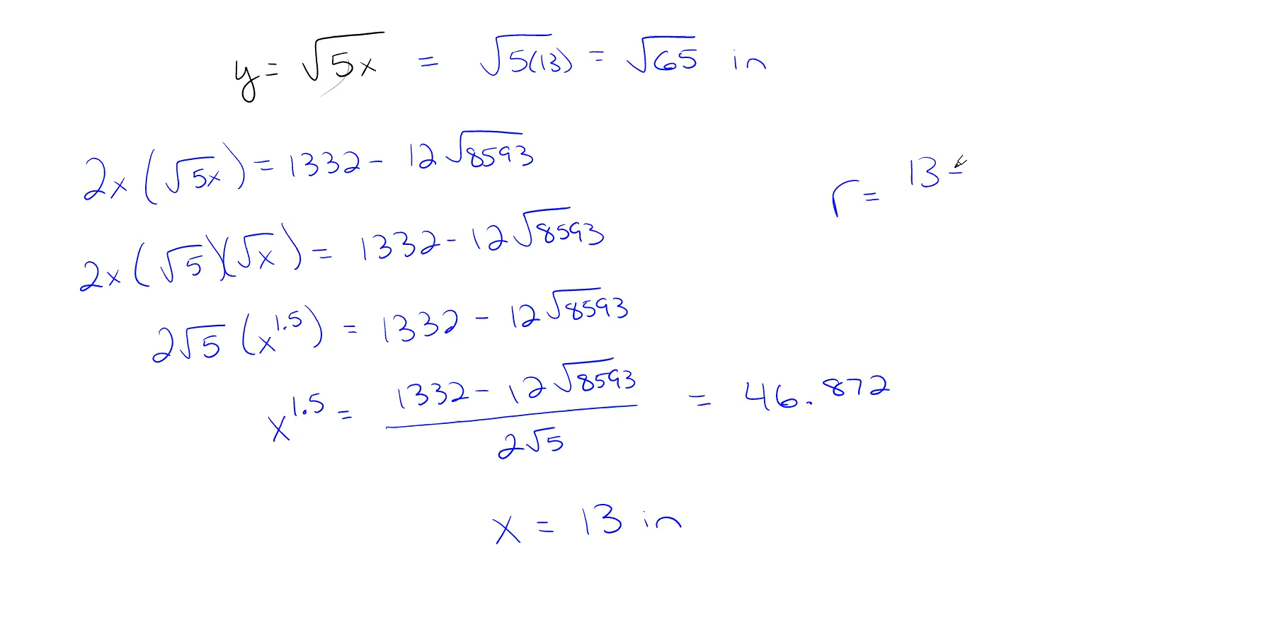 y = √5x = √5(13) = √65 in
2x (√5x) = 1332 - 12√8593
r = 13
2x (√5)(√x) = 1332 - 12√8593
2√5 (x^1.5) = 1332 - 12√8593
x^1.5 = (1332 - 12√8593)/(2√5) = 46.872
x = 13 in